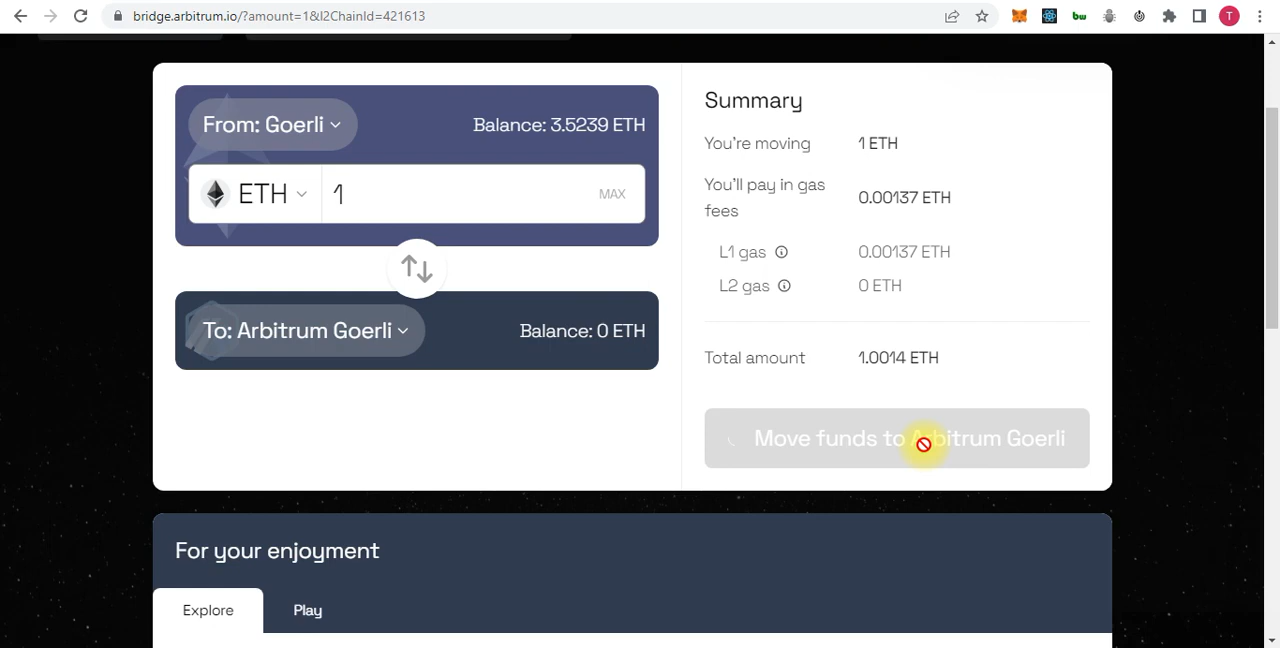 bridge.arbitrum.io/?amount=1&l2ChainId=421613
bw
T
From: Goerli
Balance: 3.5239 ETH
ETH
1
MAX
To: Arbitrum Goerli
Balance: 0 ETH
Summary
You're moving 1 ETH
You'll pay in gas
fees
0.00137 ETH
L1 gas 0.00137 ETH
L2 gas 0 ETH
Total amount 1.0014 ETH
Move funds to Arbitrum Goerli
For your enjoyment
Explore
Play